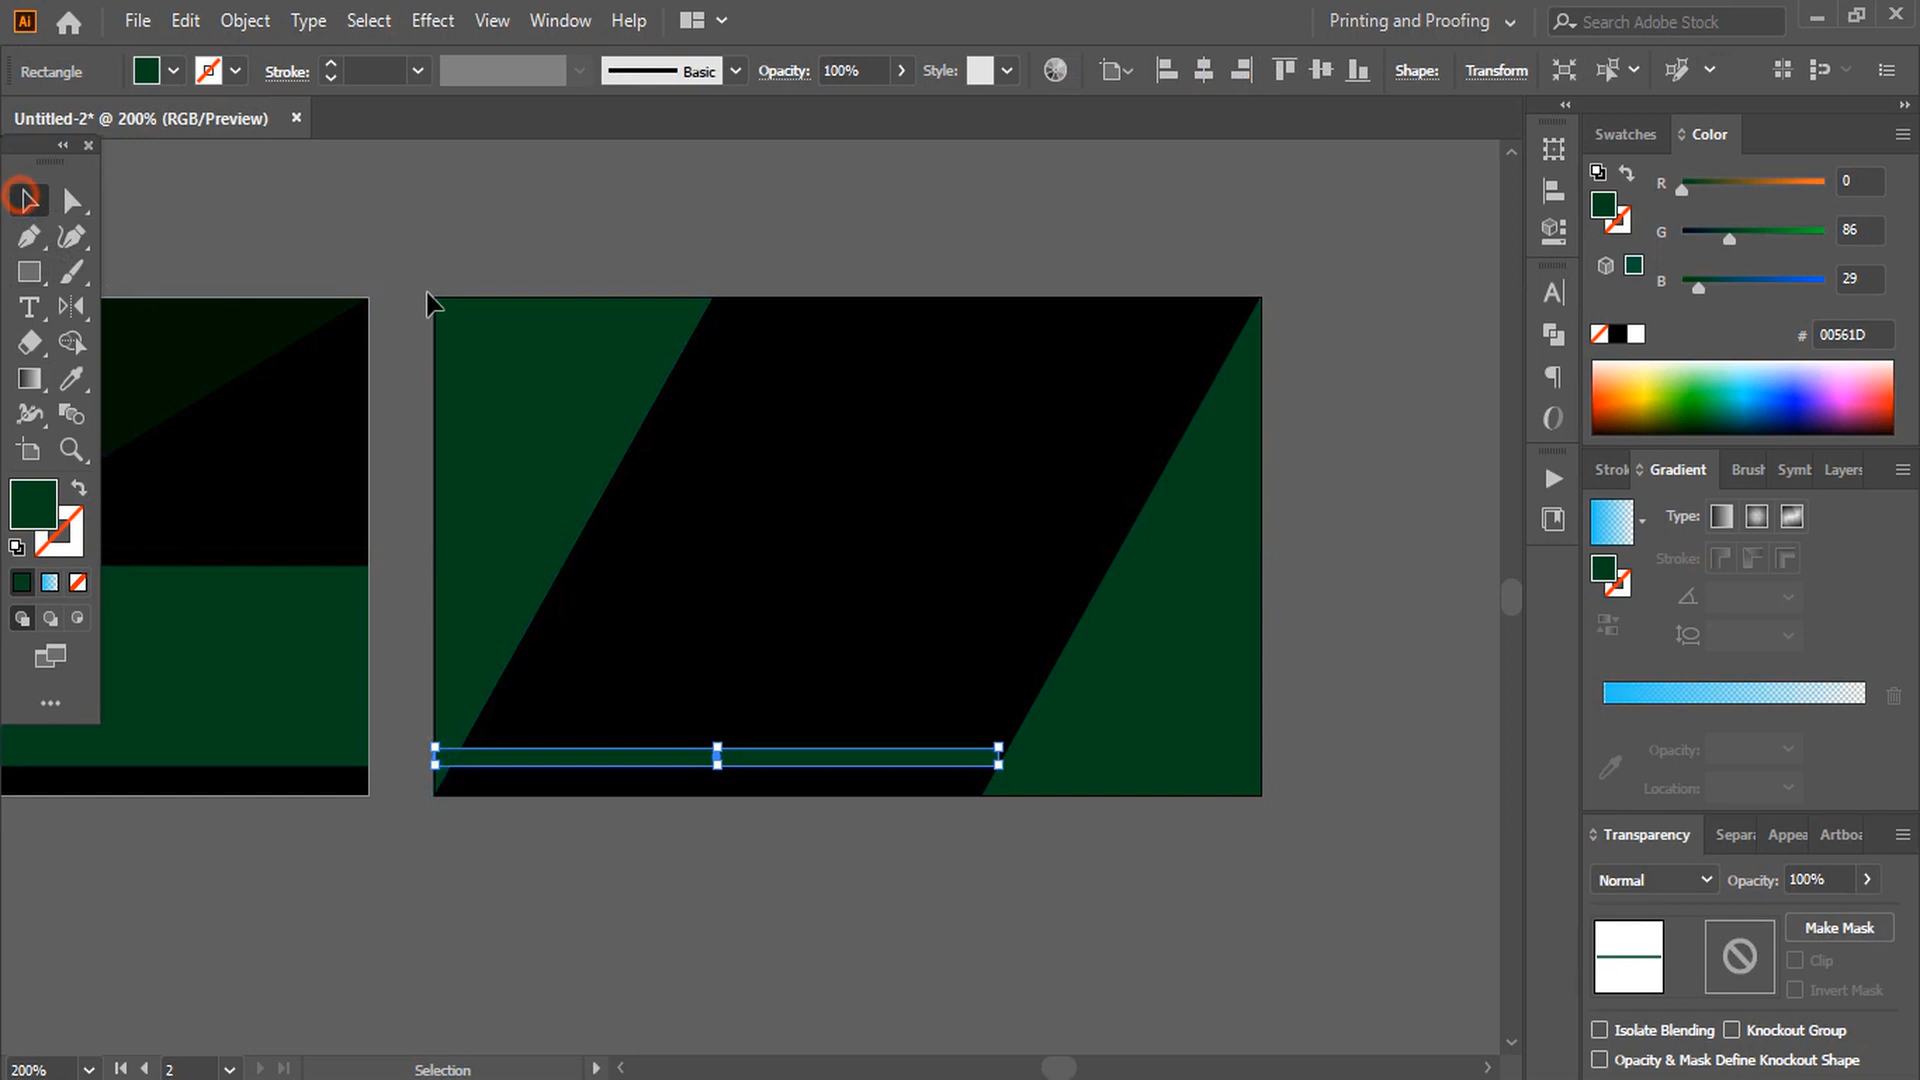 Ai File Edit Object Type Select Effect View Window Help Printing and Proofing Search Adobe Stock
Rectangle Stroke: Basic Opacity: 100% Style: Shape: Transform
Untitled-2* @ 200% (RGB/Preview)
Swatches Color
R 0
G 86
B 29
# 00561D
Strok Gradient Brush Symt Layers
Type:
Stroke:
Opacity:
Location:
Transparency Separa Appea Artboa
Normal Opacity: 100%
Make Mask
Clip
Invert Mask
Isolate Blending Knockout Group
Opacity & Mask Define Knockout Shape
200% 2 Selection